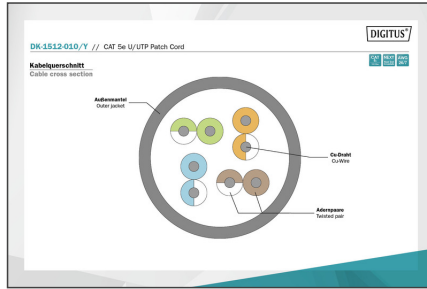 DIGITUS®
DK-1512-010/Y // CAT 5e U/UTP Patch Cord
Kabelquerschnitt
Cable cross section
Außenmantel
Outer jacket
Cu-Draht
Cu-Wire
Adernpaare
Twisted pair